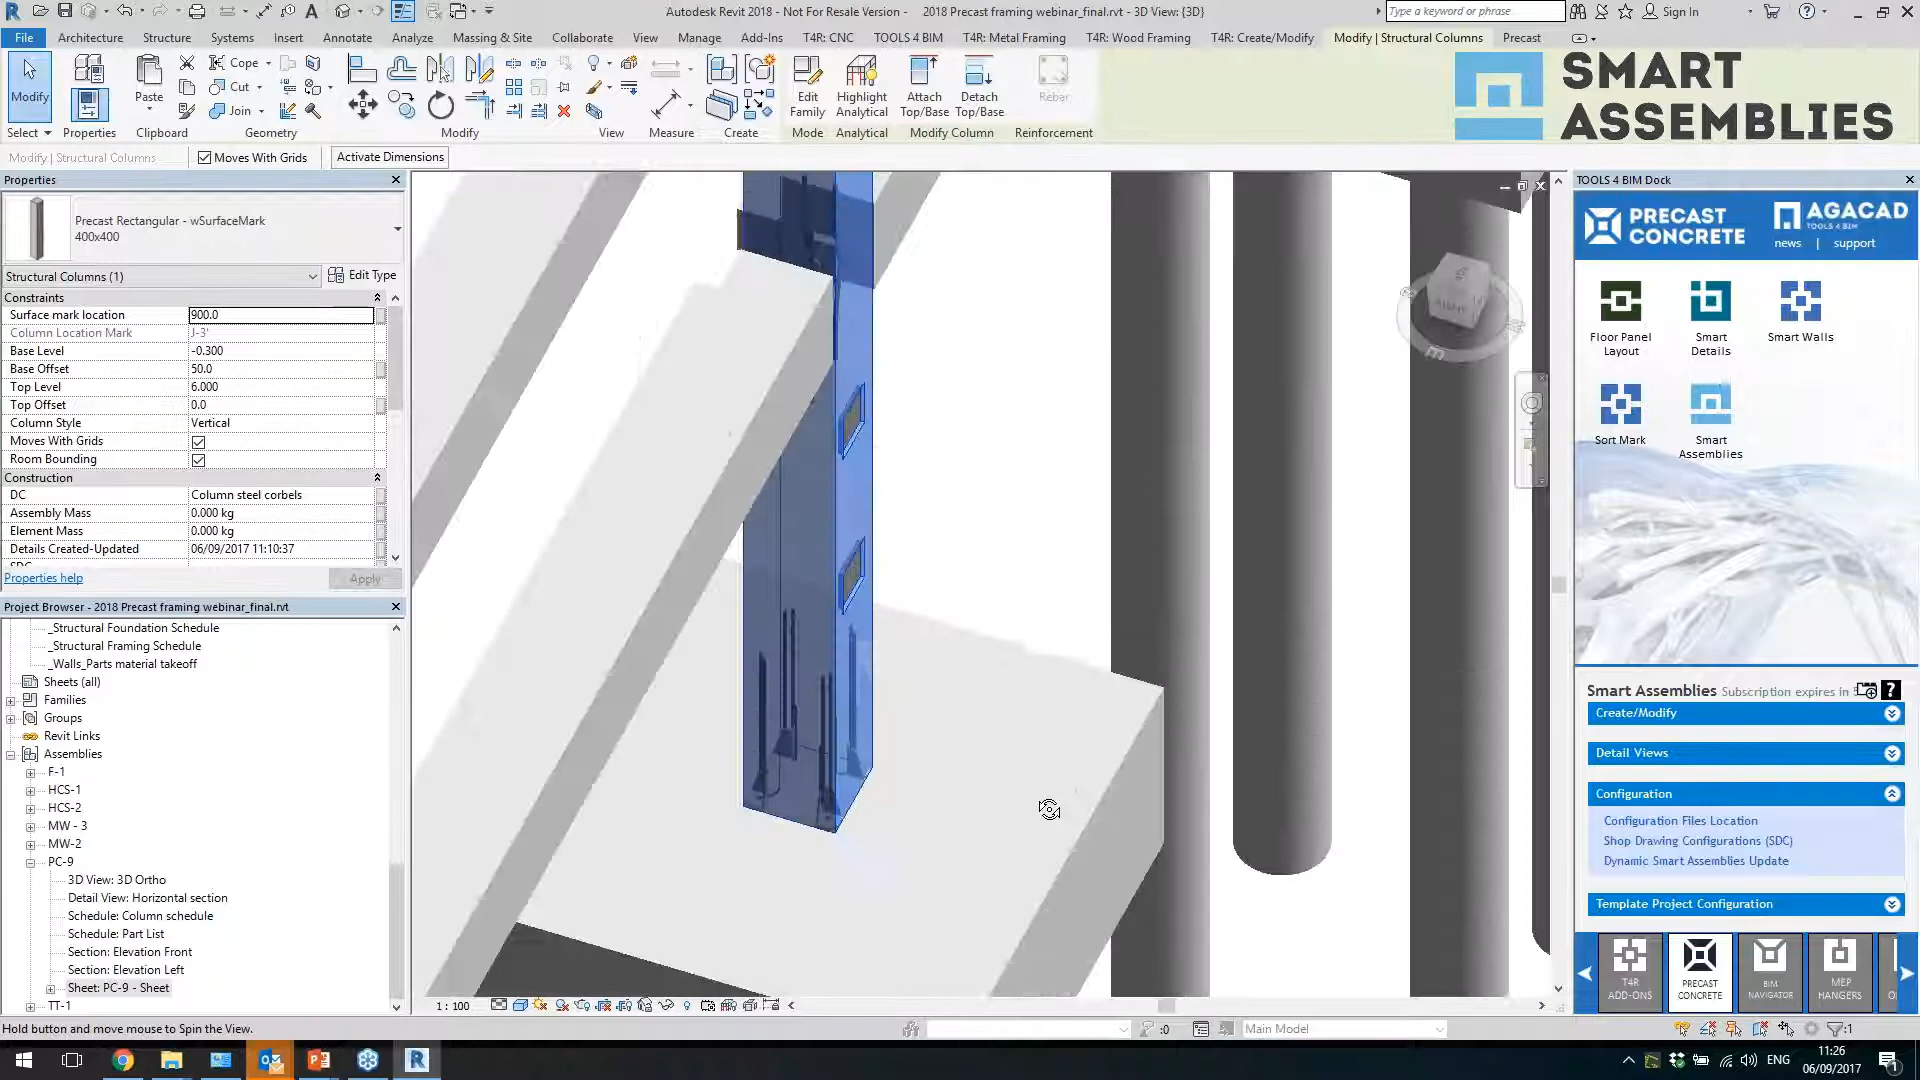 Autodesk Revit 2018 - Not For Resale Version - 2018 Precast framing webinar_final.rvt - 3D View: {3D}
Type a keyword or phrase
Sign In
File Architecture Structure Systems Insert Annotate Analyze Massing & Site Collaborate View Manage Add-Ins T4R: CNC TOOLS 4 BIM T4R: Metal Framing T4R: Wood Framing T4R: Create/Modify Modify | Structural Columns Precast
Modify
Paste
Cope
Cut
Join
Edit Family
Highlight Analytical
Attach Top/Base
Detach Top/Base
Rebar
Select Properties Clipboard Geometry Modify View Measure Create Mode Analytical Modify Column Reinforcement
SMART
ASSEMBLIES
Modify | Structural Columns
Moves With Grids
Activate Dimensions
Properties
Precast Rectangular - wSurfaceMark
400x400
Structural Columns (1)
Edit Type
Constraints
Surface mark location 900.0
Column Location Mark J-3'
Base Level -0.300
Base Offset 50.0
Top Level 6.000
Top Offset 0.0
Column Style Vertical
Moves With Grids
Room Bounding
Construction
DC Column steel corbels
Assembly Mass 0.000 kg
Element Mass 0.000 kg
Details Created-Updated 06/09/2017 11:10:37
Properties help
Apply
Project Browser - 2018 Precast framing webinar_final.rvt
_Structural Foundation Schedule
_Structural Framing Schedule
_Walls_Parts material takeoff
Sheets (all)
Families
Groups
Revit Links
Assemblies
F-1
HCS-1
HCS-2
MW - 3
MW-2
PC-9
3D View: 3D Ortho
Detail View: Horizontal section
Schedule: Column schedule
Schedule: Part List
Section: Elevation Front
Section: Elevation Left
Sheet: PC-9 - Sheet
TT-1
1 : 100
TOOLS 4 BIM Dock
PRECAST
CONCRETE
AGACAD
TOOLS 4 BIM
news | support
Floor Panel
Layout
Smart
Details
Smart Walls
Sort Mark
Smart
Assemblies
Smart Assemblies Subscription expires in
Create/Modify
Detail Views
Configuration
Configuration Files Location
Shop Drawing Configurations (SDC)
Dynamic Smart Assemblies Update
Template Project Configuration
T4R
ADD-ONS
PRECAST
CONCRETE
BIM
NAVIGATOR
MEP
HANGERS
Hold button and move mouse to Spin the View.
:0
Main Model
:1
ENG
11:26
06/09/2017